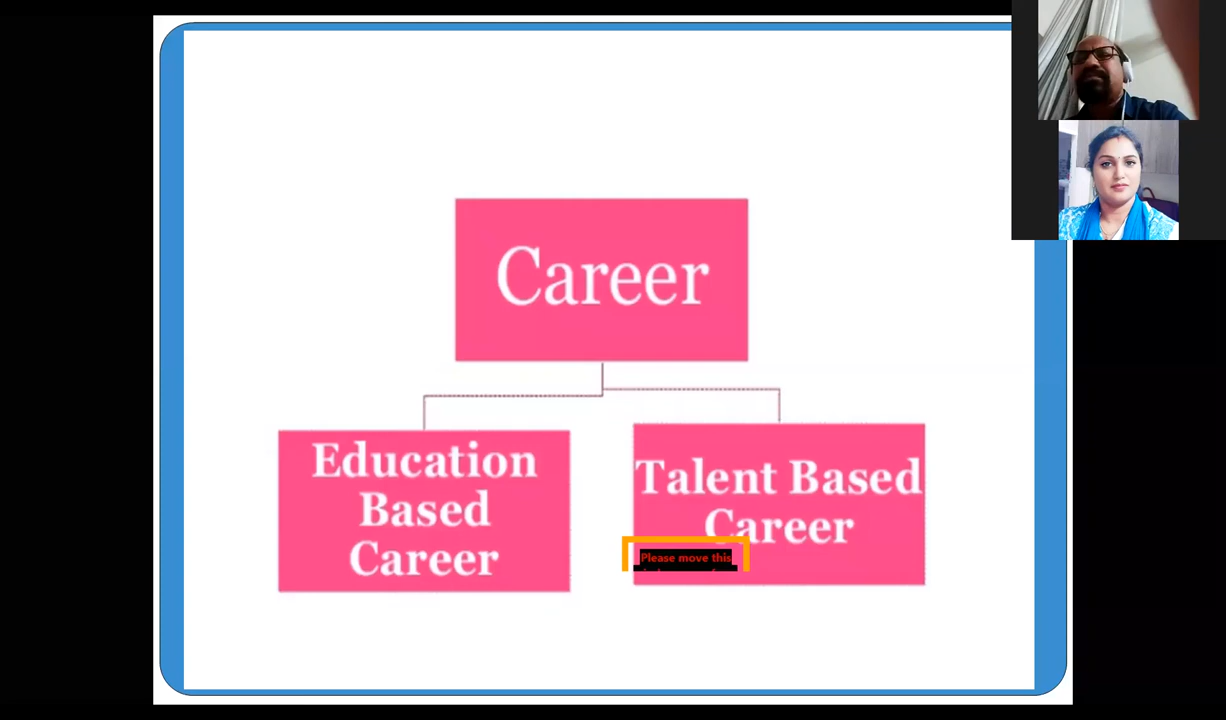 Career
Education
Based
Career
Talent Based
Career
Please move this